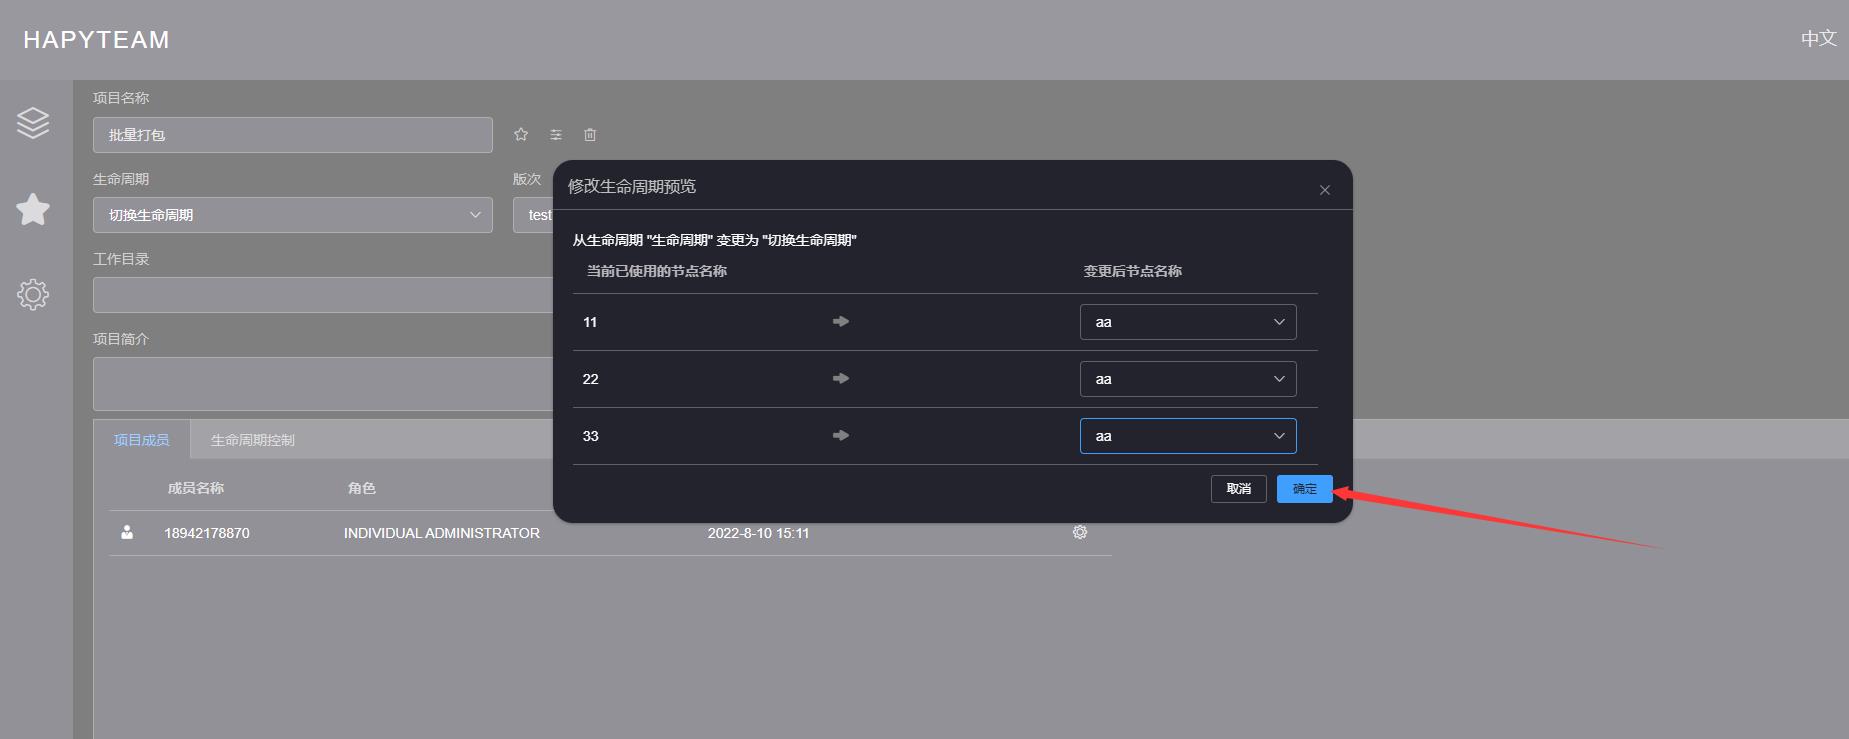 HAPYTEAM
中文
项目名称
批量打包
生命周期
版次
切换生命周期
test
工作目录
项目简介
修改生命周期预览
从生命周期 "生命周期" 变更为 "切换生命周期"
当前已使用的节点名称
变更后节点名称
11
aa
22
aa
33
aa
取消
确定
项目成员
生命周期控制
成员名称
角色
18942178870
INDIVIDUAL ADMINISTRATOR
2022-8-10 15:11